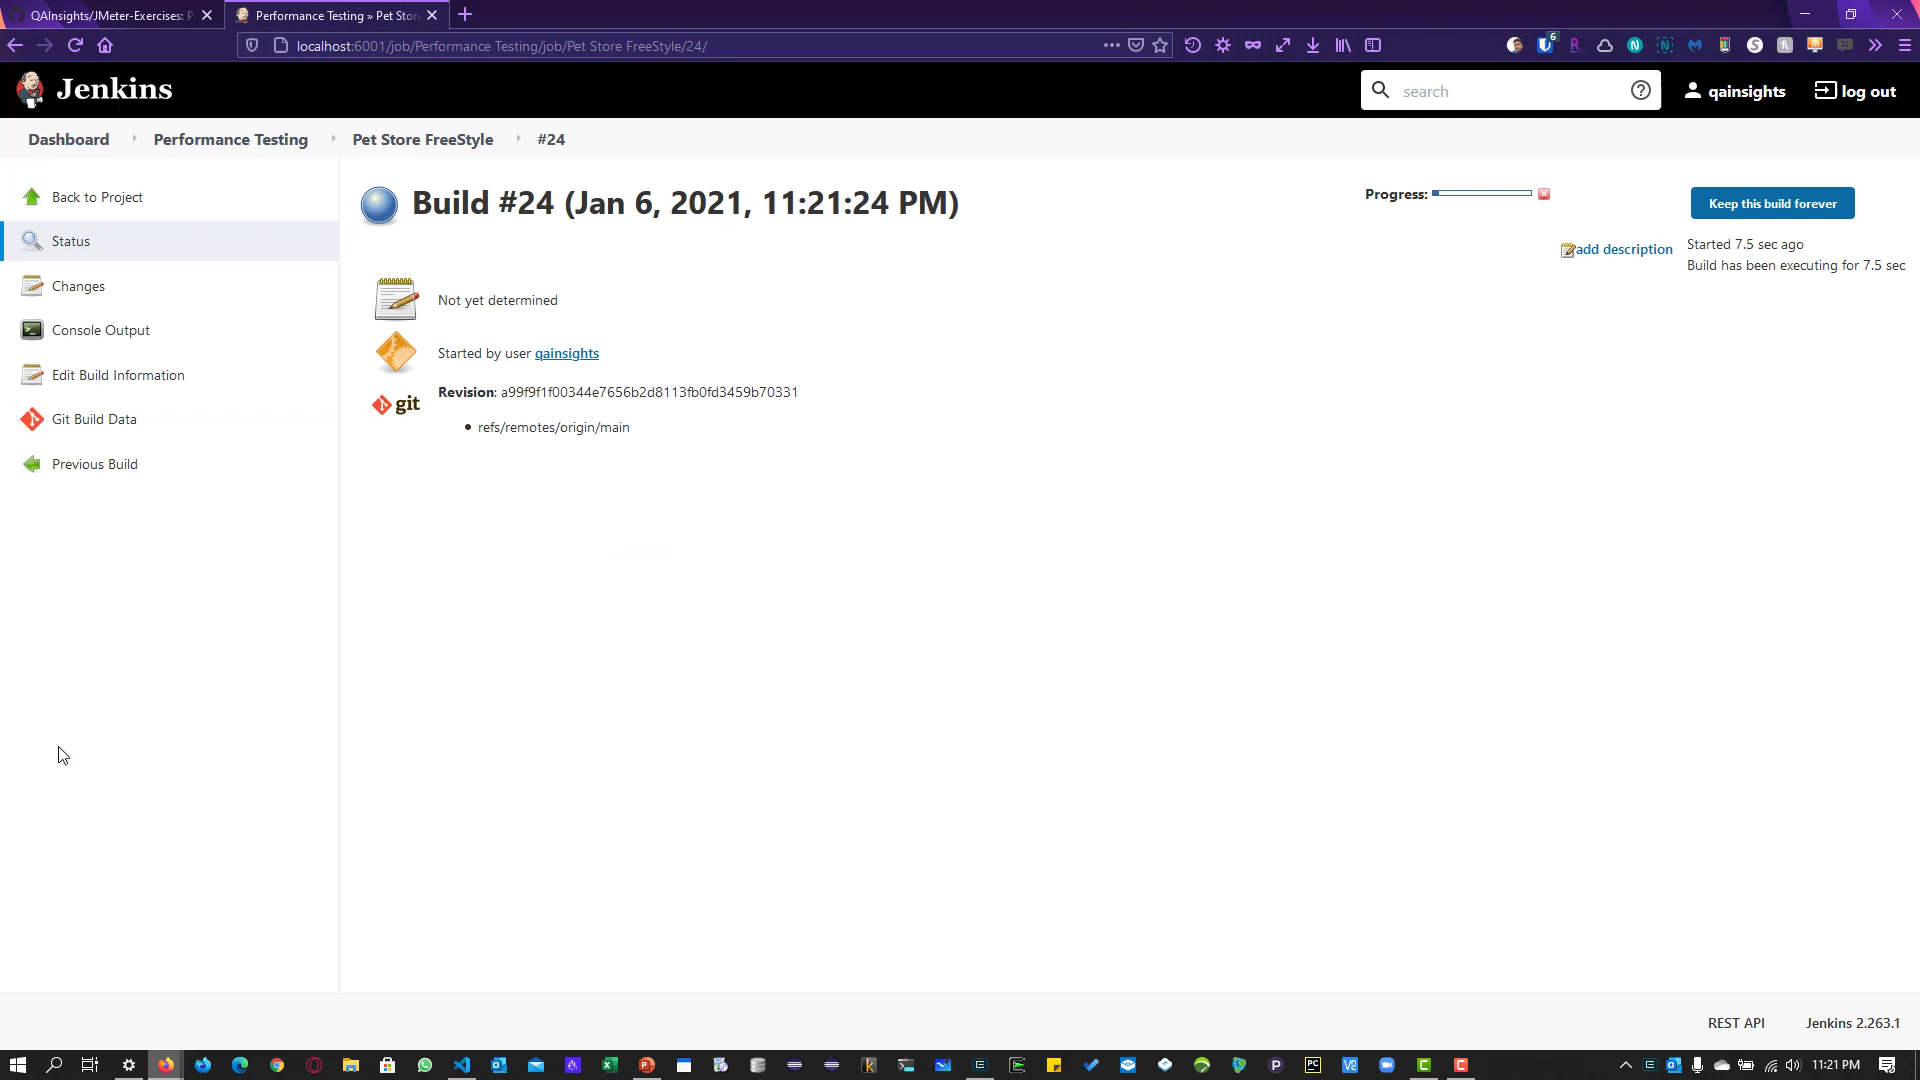 QAInsights/JMeter-Exercises: P
Performance Testing » Pet Stor
localhost:6001/job/Performance Testing/job/Pet Store FreeStyle/24/
6
Jenkins
search
qainsights
log out
Dashboard
Performance Testing
Pet Store FreeStyle
#24
Back to Project
Status
Changes
Console Output
Edit Build Information
Git Build Data
Previous Build
Build #24 (Jan 6, 2021, 11:21:24 PM)
Progress:
Keep this build forever
add description
Started 7.5 sec ago
Build has been executing for 7.5 sec
Not yet determined
Started by user qainsights
git
Revision: a99f9f1f00344e7656b2d8113fb0fd3459b70331
refs/remotes/origin/main
REST API
Jenkins 2.263.1
11:21 PM